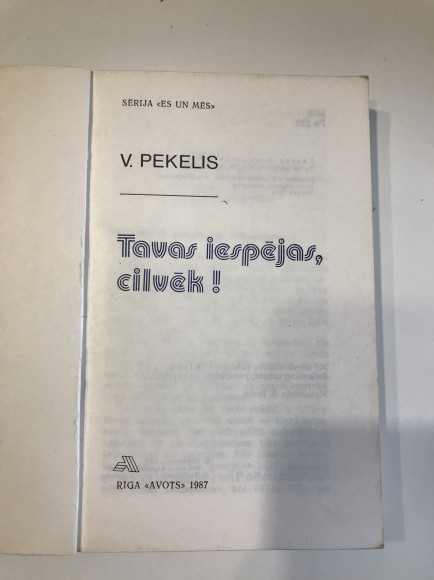 SĒRIJA «ES UN MĒS»
V. PEKELIS
Tavas iespējas,
cilvēk !
RĪGA «AVOTS» 1987